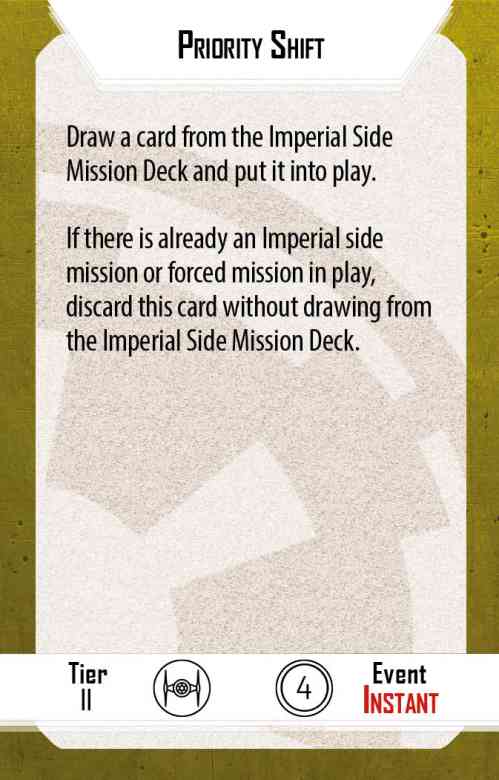 Priority Shift
Draw a card from the Imperial Side
Mission Deck and put it into play.
If there is already an Imperial side
mission or forced mission in play,
discard this card without drawing from
the Imperial Side Mission Deck.
Tier
II
4
Event
Instant